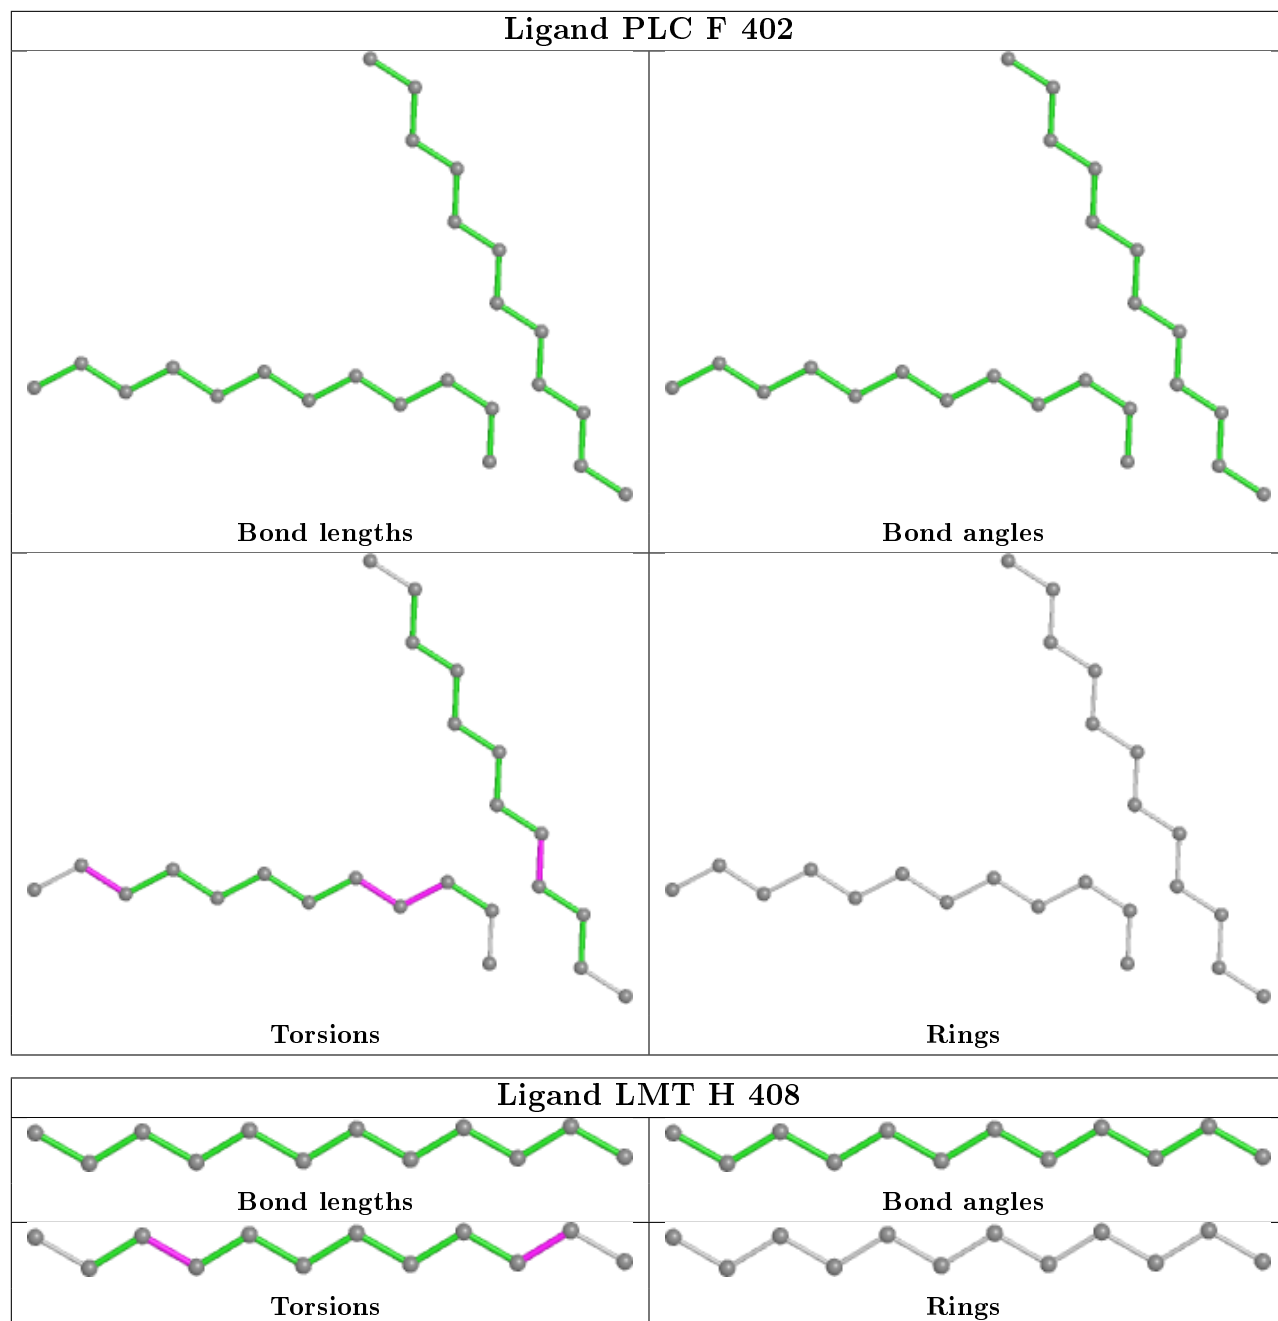 Ligand PLC F 402
Bond lengths
Bond angles
Torsions
Rings
Ligand LMT H 408
Bond lengths
Bond angles
Torsions
Rings